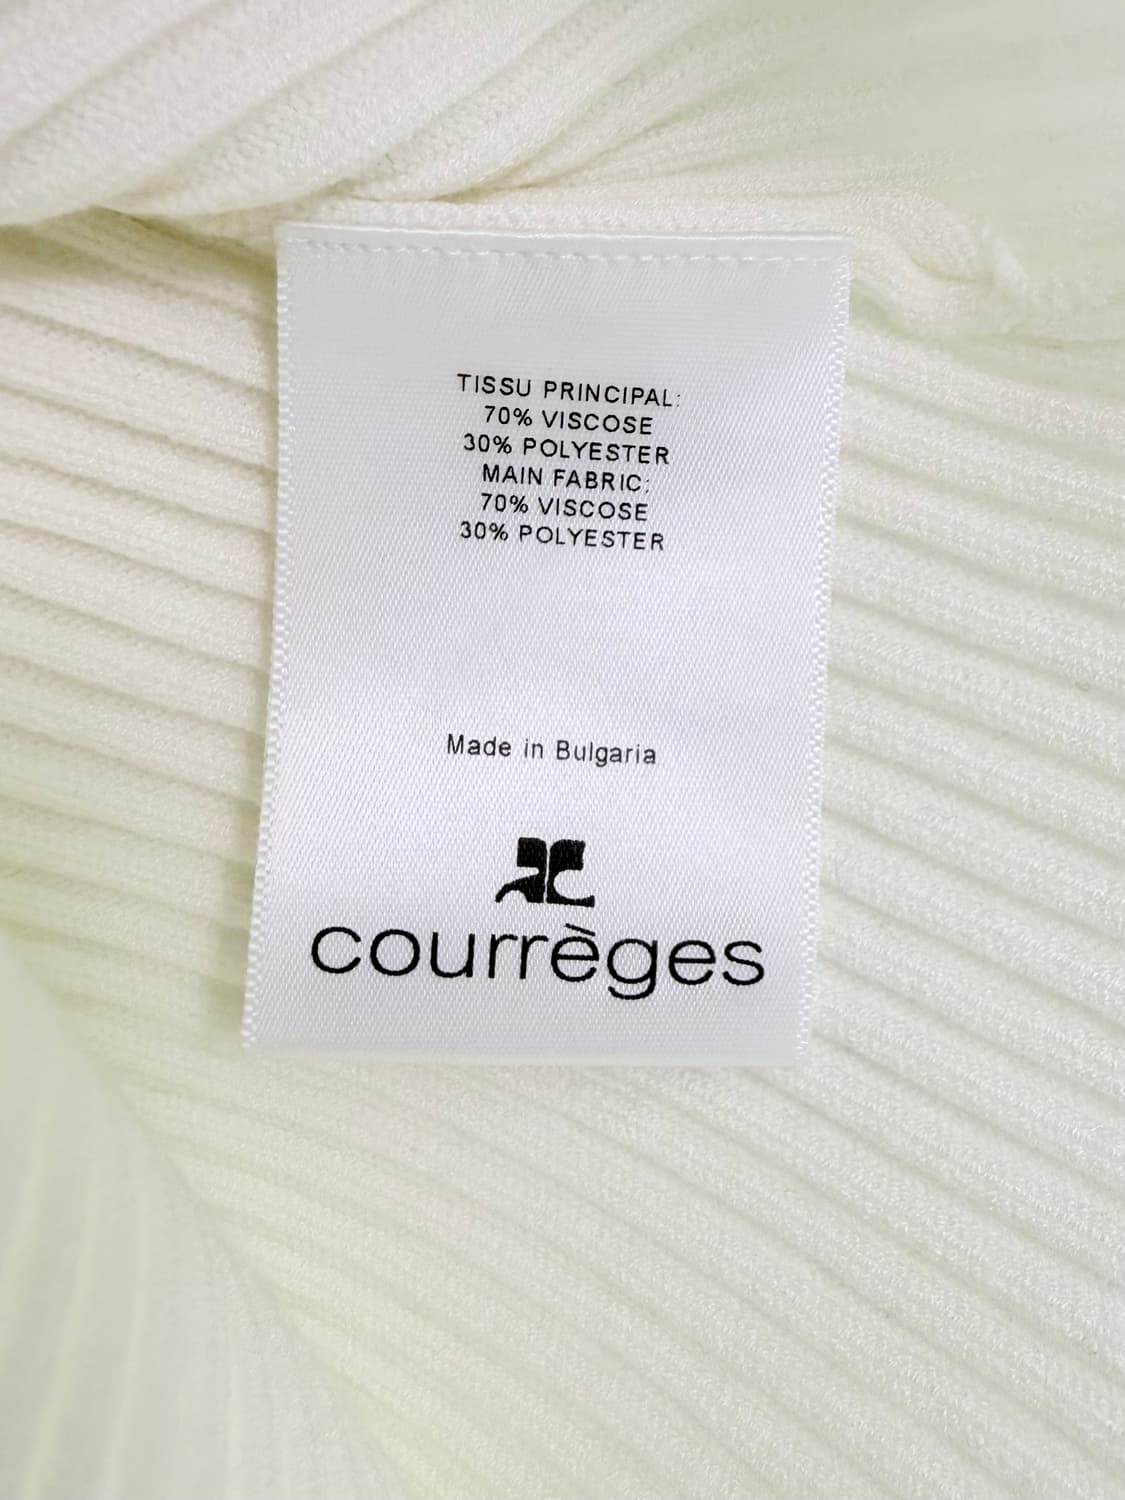 TISSU PRINCIPAL:
70% VISCOSE
30% POLYESTER
MAIN FABRIC:
70% VISCOSE
30% POLYESTER
Made in Bulgaria
courrèges